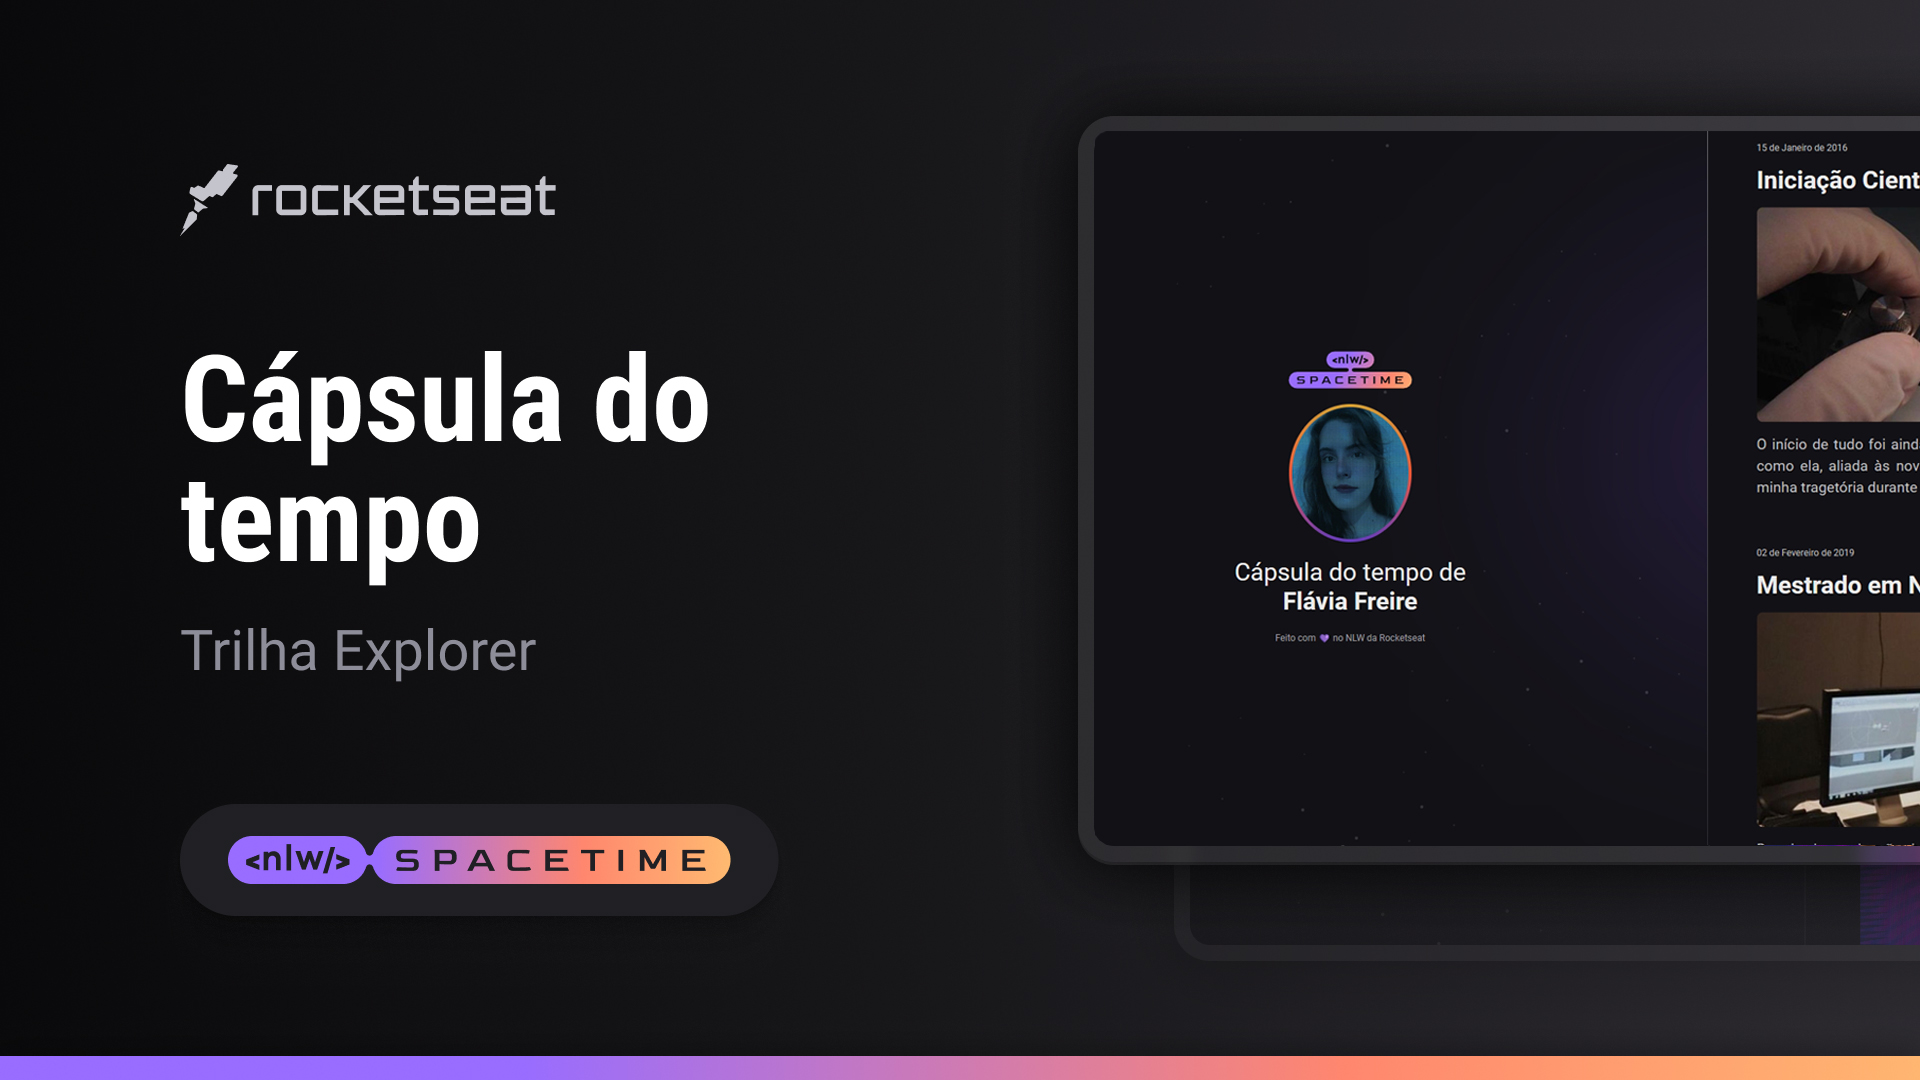 rocketseat
Cápsula do
tempo
Trilha Explorer
<nlw/> SPACETIME
<nlw/>
SPACETIME
Cápsula do tempo de
Flávia Freire
Feito com 💜 no NLW da Rocketseat
15 de Janeiro de 2016
Iniciação Cient
O início de tudo foi aind
como ela, aliada às nov
minha tragetória durante
02 de Fevereiro de 2019
Mestrado em N